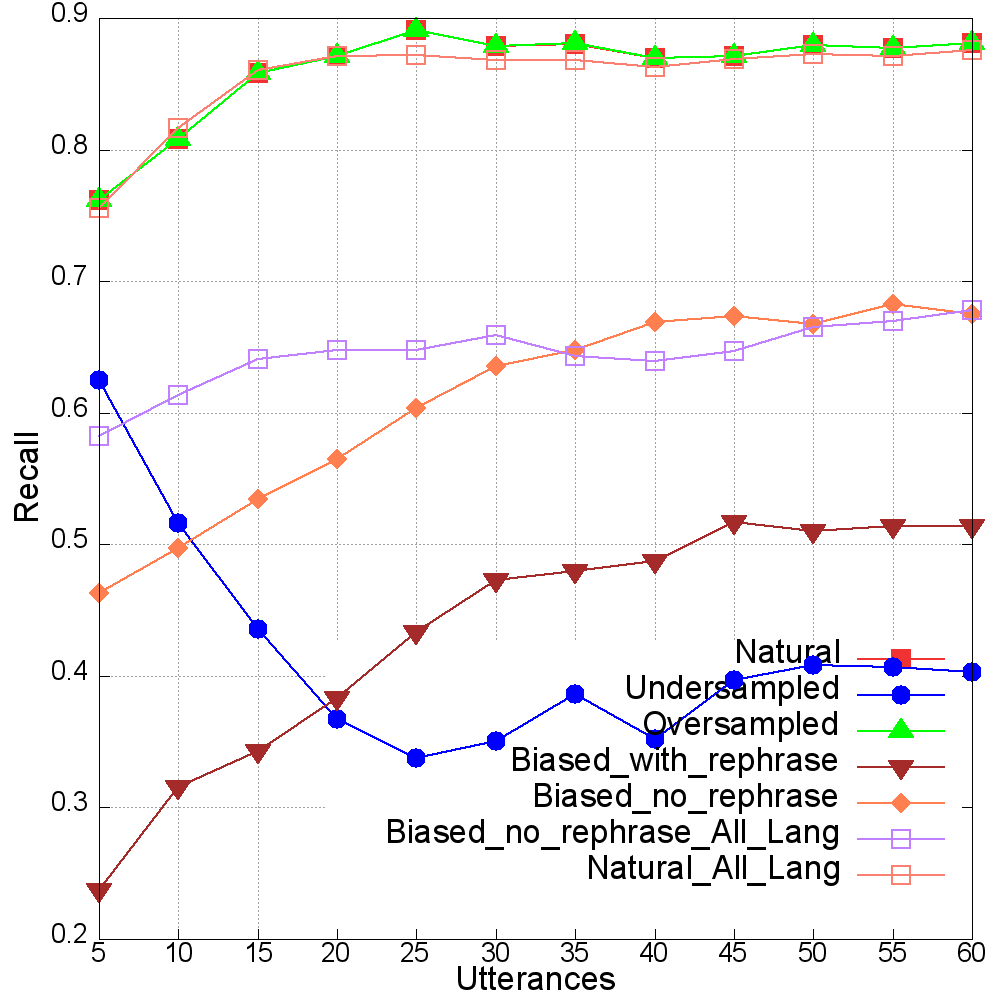 0.9
0.8
0.7
0.6
0.5
0.4
0.3
0.2
Recall
Natural
Undersampled
Oversampled
Biased_with_rephrase
Biased_no_rephrase
Biased_no_rephrase_All_Lang
Natural_All_Lang
5 10 15 20 25 30 35 40 45 50 55 60
Utterances